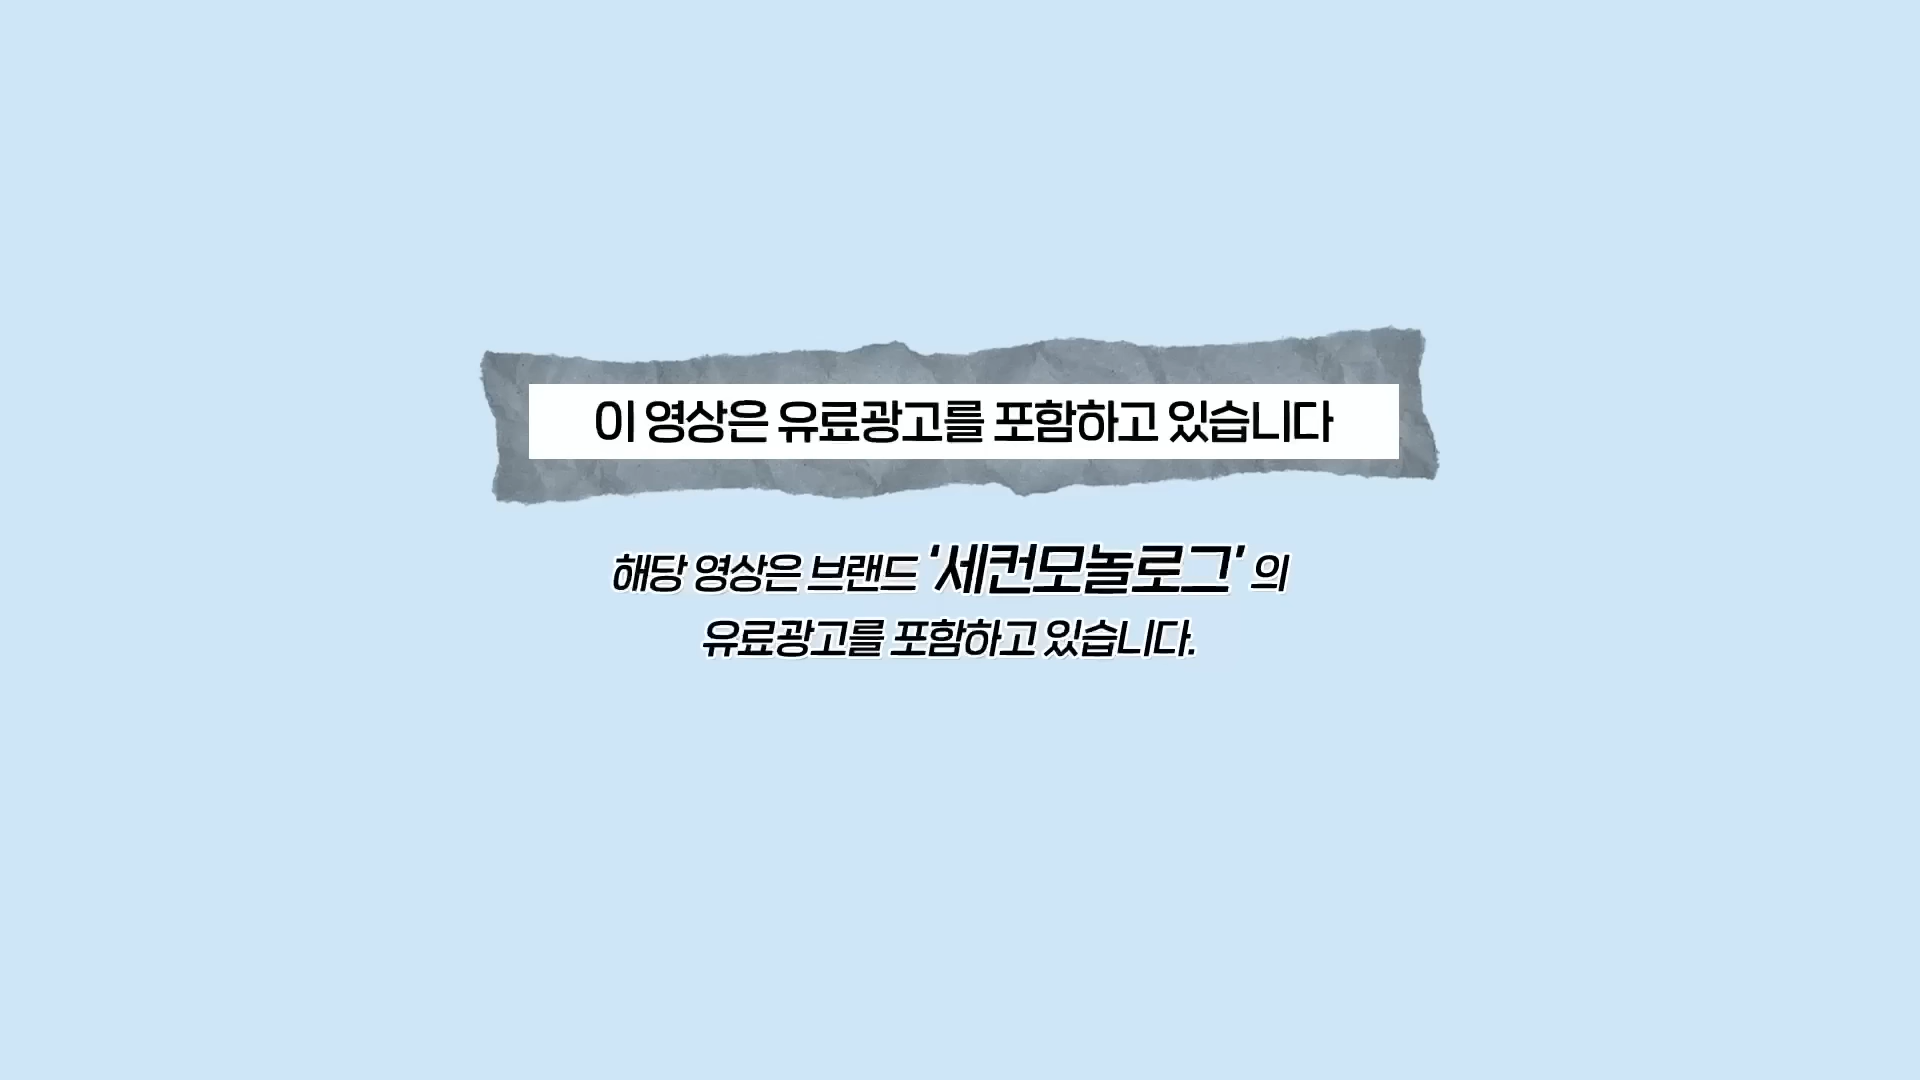 이 영상은 유료광고를 포함하고 있습니다
해당 영상은 브랜드 '세컨모놀로그' 의
유료광고를 포함하고 있습니다.